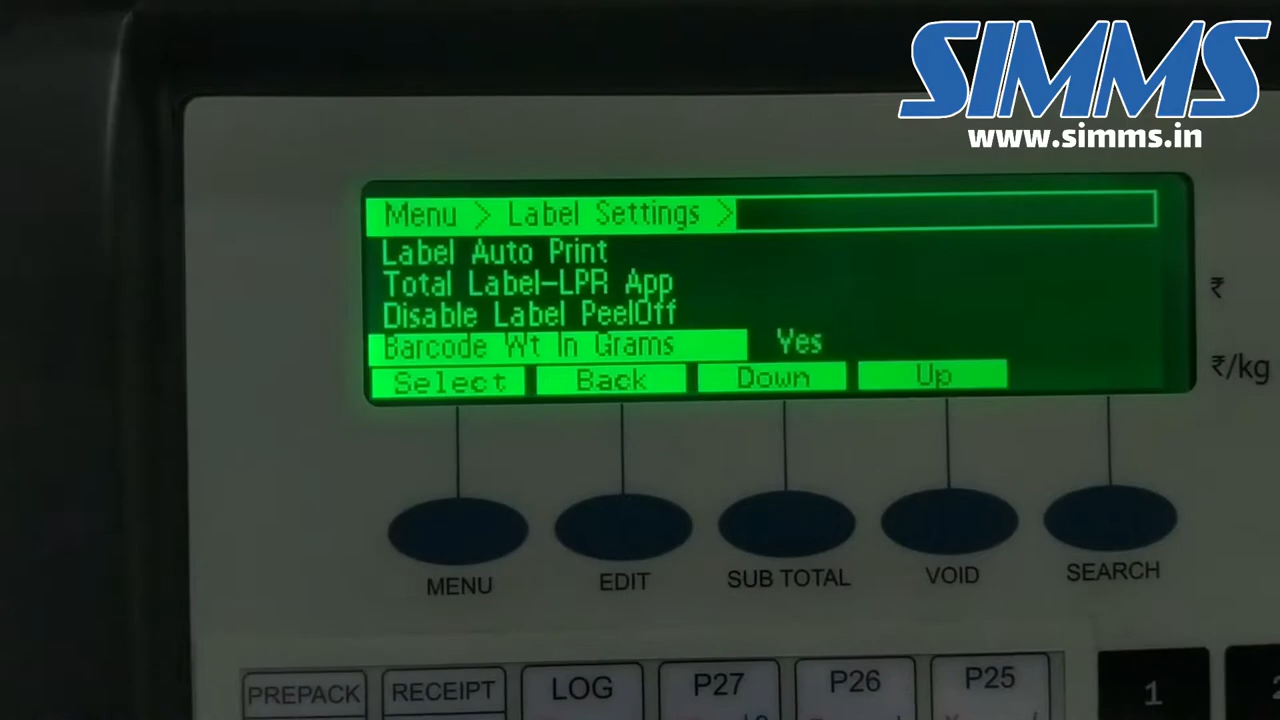 SIMMS
www.simms.in
Menu > Label Settings >
Label Auto Print
Total Label-LPR App
Disable Label PeelOff
Barcode Wt In Grams Yes
Select Back Down Up
₹
₹/kg
MENU EDIT SUB TOTAL VOID SEARCH
PREPACK RECEIPT LOG P27 P26 P25 1